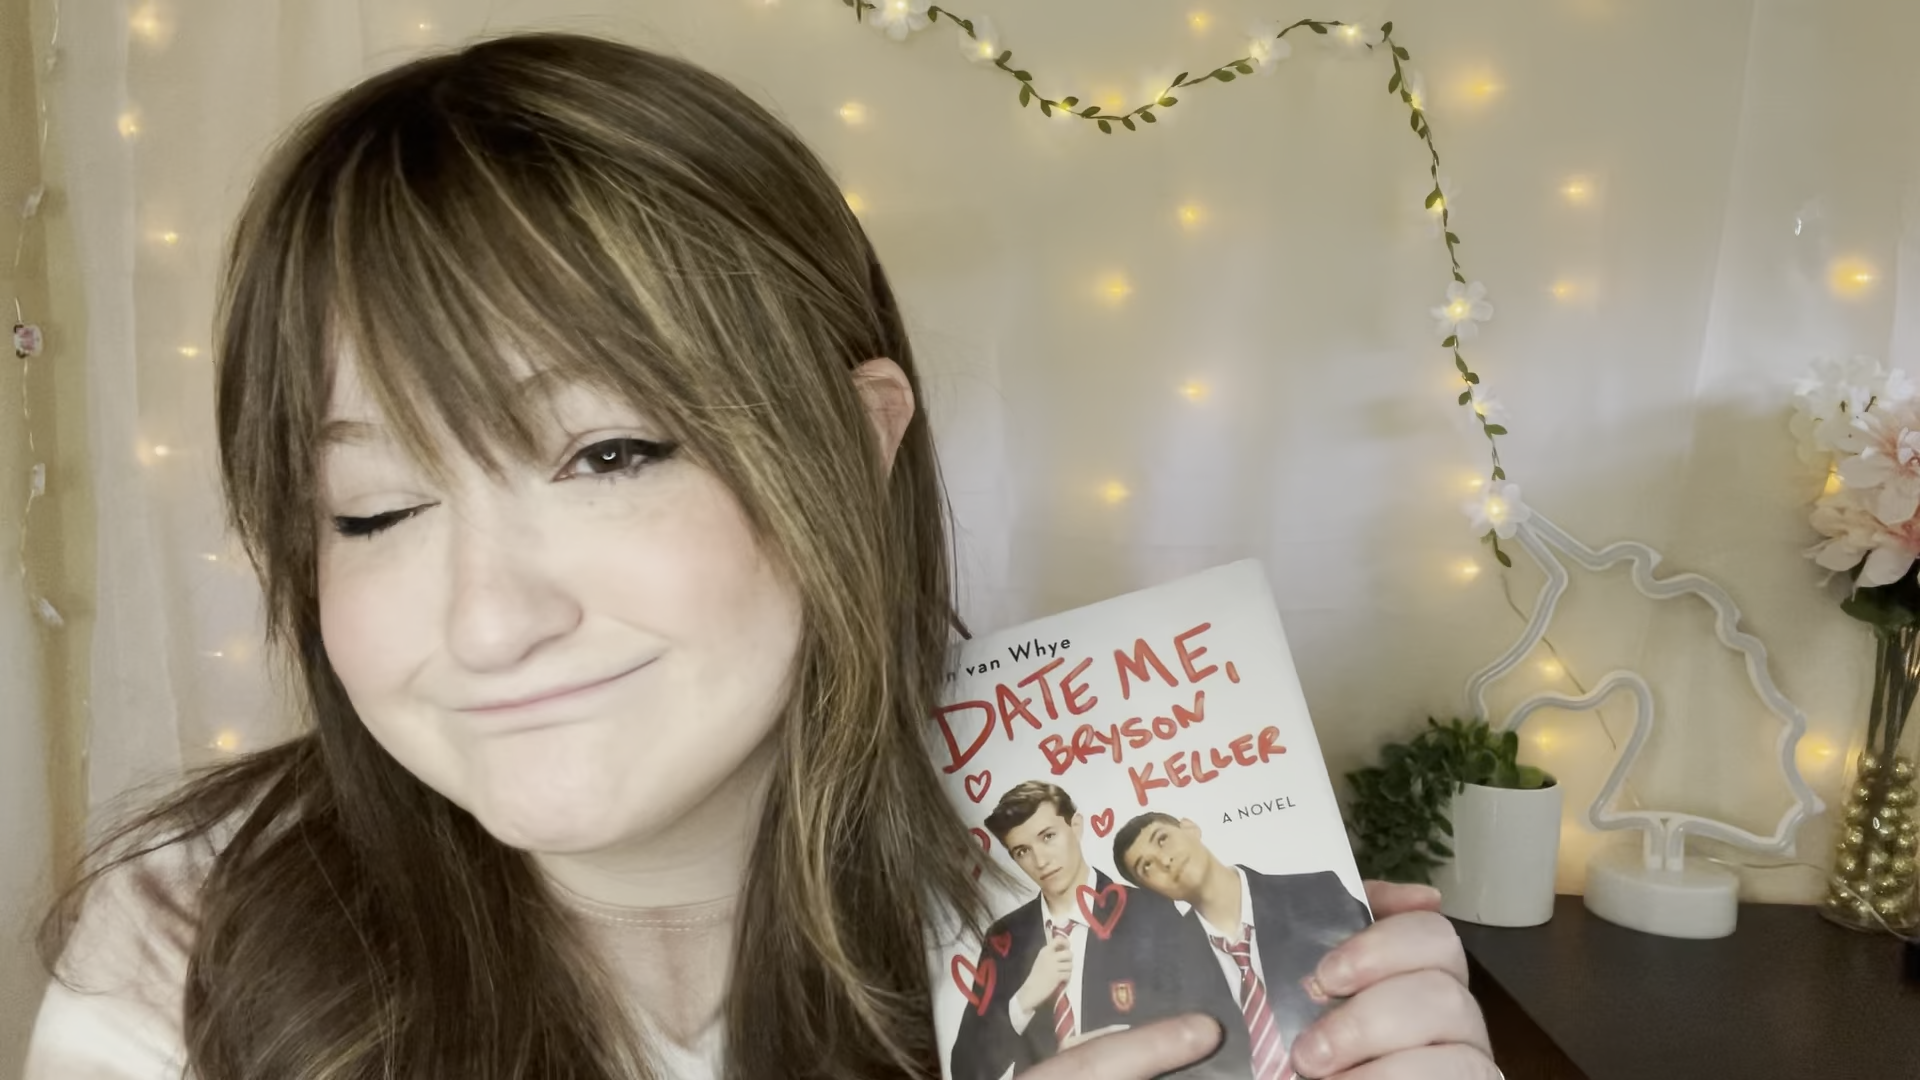 van Whye
DATE ME,
BRYSON
KELLER
A NOVEL